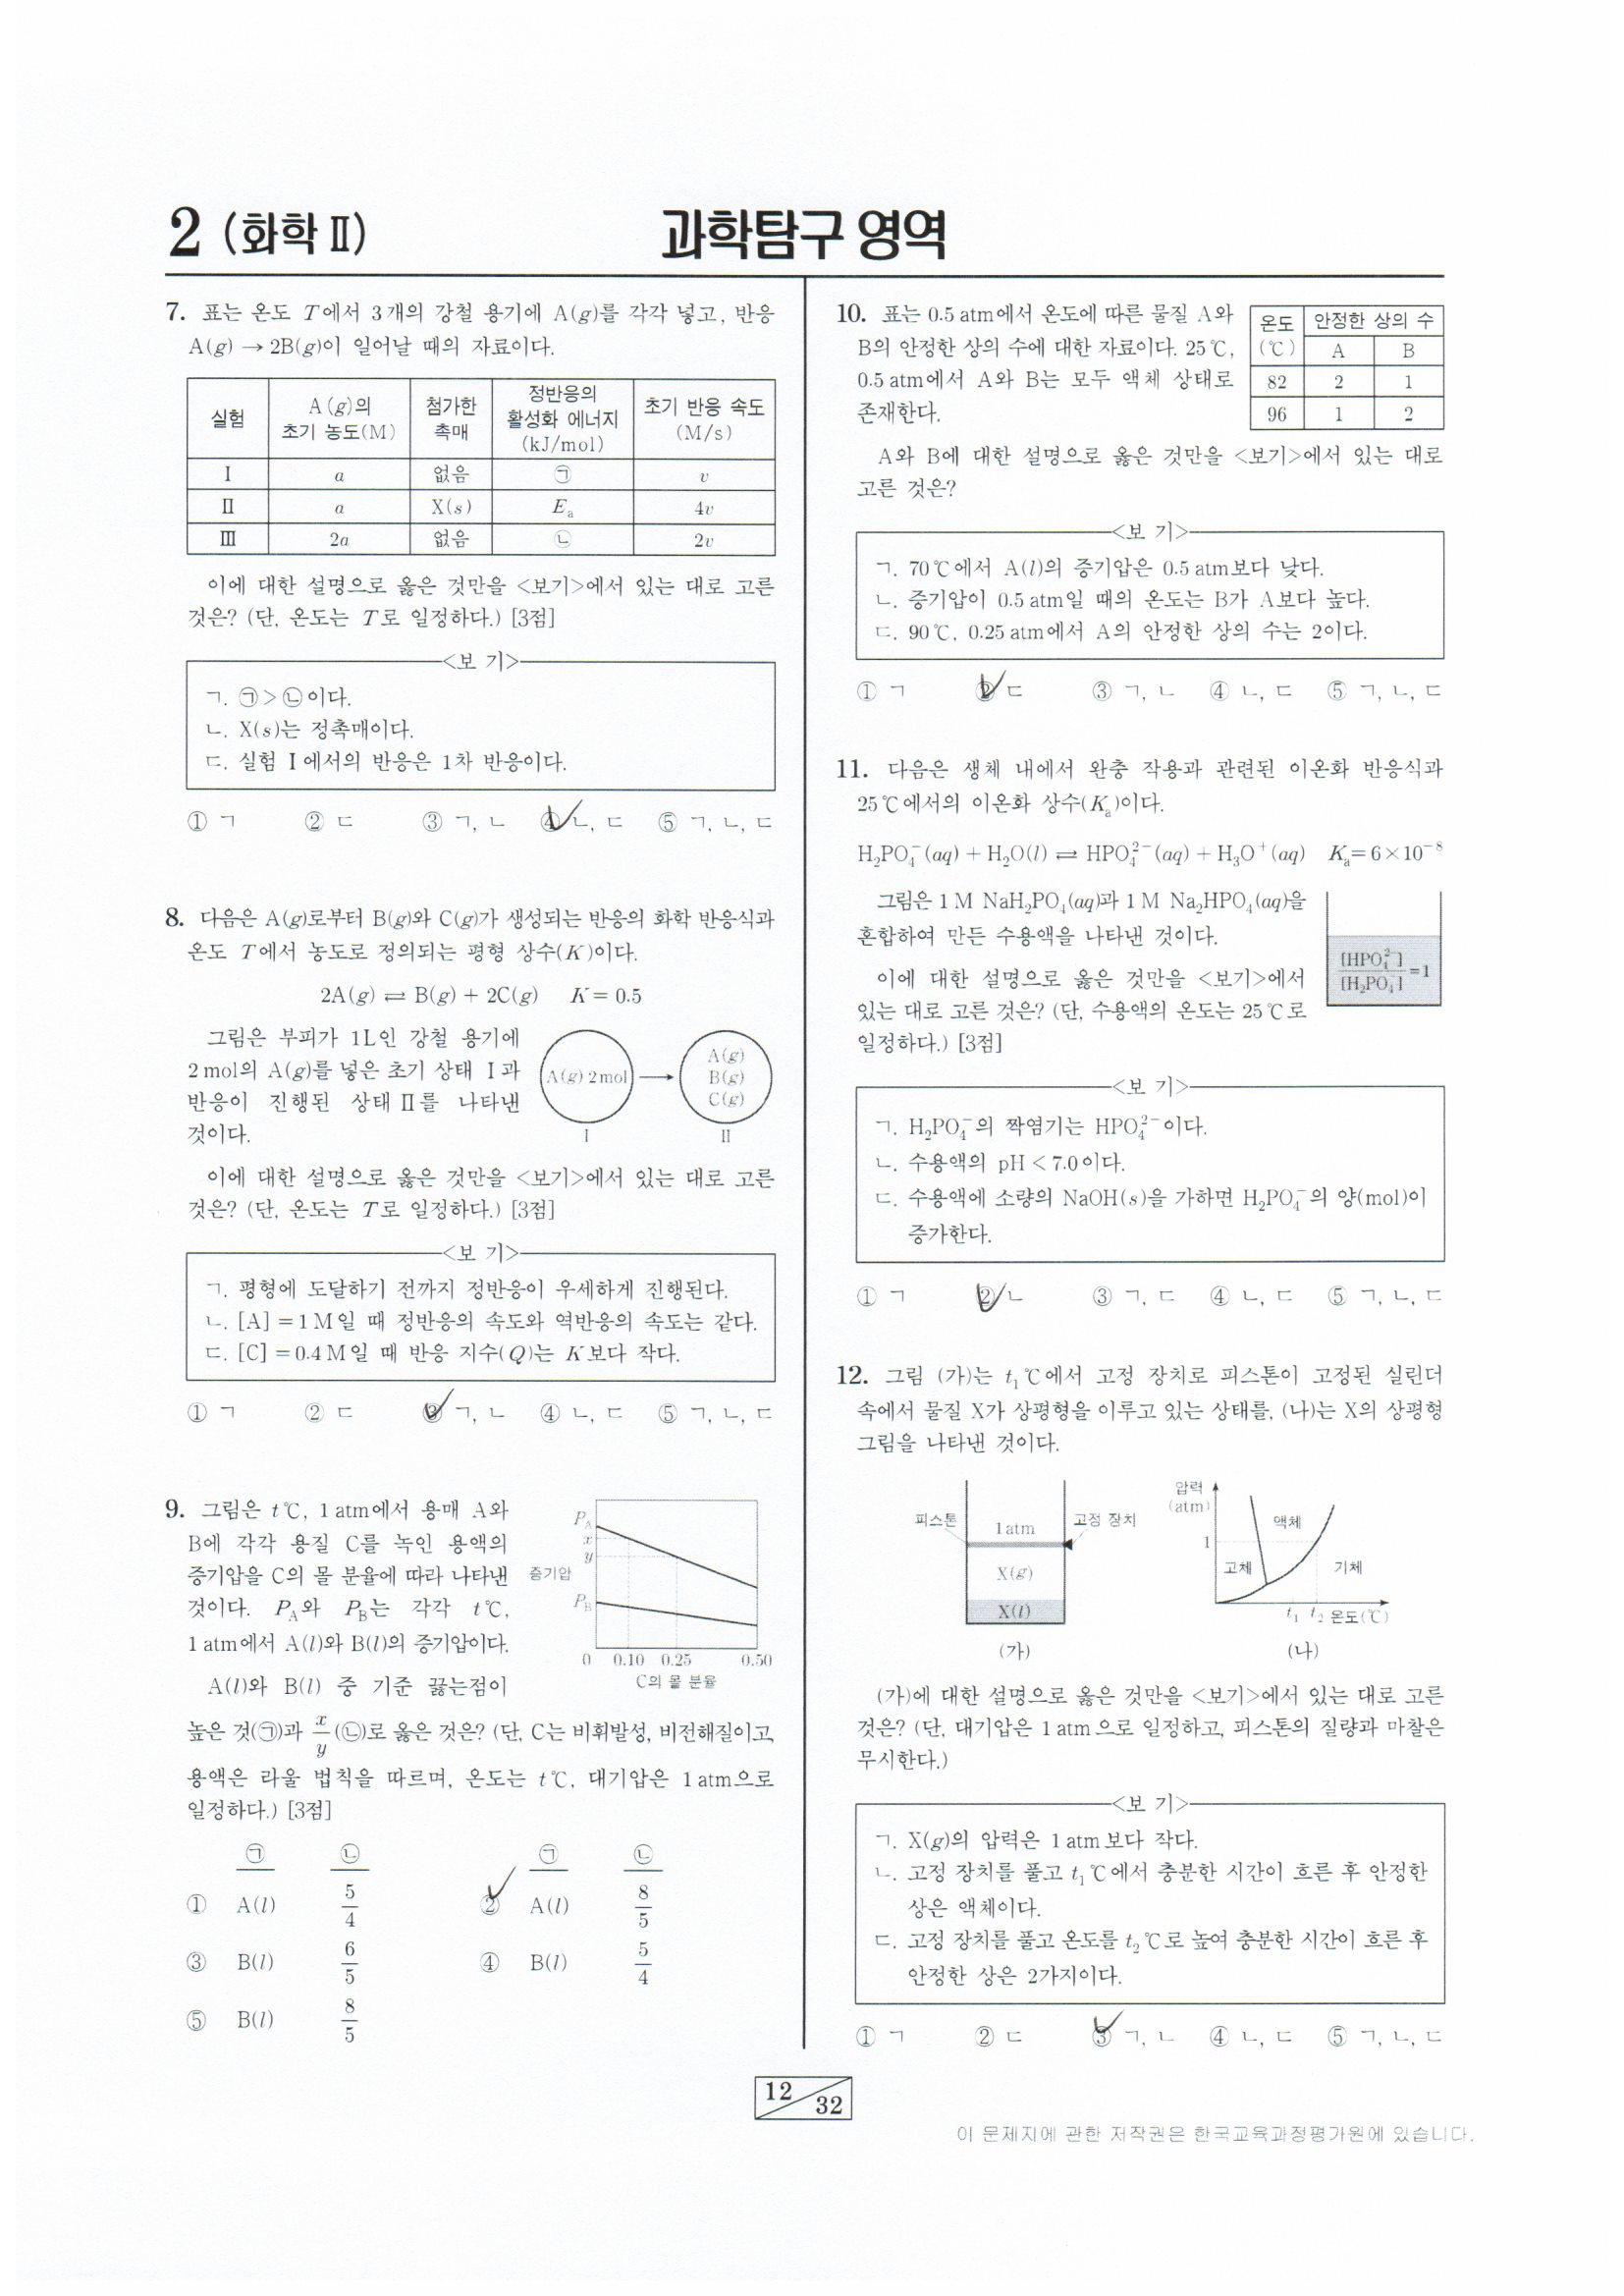 2 (화학 Ⅱ)
과학탐구 영역
7. 표는 온도 T에서 3개의 강철 용기에 A(g)를 각각 넣고, 반응
A(g) → 2B(g)이 일어날 때의 자료이다.
실험 A(g)의 초기 농도(M) 첨가한 촉매 정반응의 활성화 에너지 (kJ/mol) 초기 반응 속도 (M/s)
Ⅰ a 없음 ㉠ v
Ⅱ a X(s) Eₐ 4v
Ⅲ 2a 없음 ㉡ 2v
이에 대한 설명으로 옳은 것만을 <보기>에서 있는 대로 고른
것은? (단, 온도는 T로 일정하다.) [3점]
<보 기>
ㄱ. ㉠>㉡이다.
ㄴ. X(s)는 정촉매이다.
ㄷ. 실험 Ⅰ에서의 반응은 1차 반응이다.
① ㄱ ② ㄷ ③ ㄱ, ㄴ ④ ㄴ, ㄷ ⑤ ㄱ, ㄴ, ㄷ
8. 다음은 A(g)로부터 B(g)와 C(g)가 생성되는 반응의 화학 반응식과
온도 T에서 농도로 정의되는 평형 상수(K)이다.
2A(g) ⇄ B(g) + 2C(g) K = 0.5
그림은 부피가 1L인 강철 용기에
2 mol의 A(g)를 넣은 초기 상태 Ⅰ과
반응이 진행된 상태 Ⅱ를 나타낸
것이다.
A(g) 2 mol
A(g)
B(g)
C(g)
Ⅰ Ⅱ
이에 대한 설명으로 옳은 것만을 <보기>에서 있는 대로 고른
것은? (단, 온도는 T로 일정하다.) [3점]
<보 기>
ㄱ. 평형에 도달하기 전까지 정반응이 우세하게 진행된다.
ㄴ. [A] = 1 M일 때 정반응의 속도와 역반응의 속도는 같다.
ㄷ. [C] = 0.4 M일 때 반응 지수(Q)는 K보다 작다.
① ㄱ ② ㄷ ③ ㄱ, ㄴ ④ ㄴ, ㄷ ⑤ ㄱ, ㄴ, ㄷ
9. 그림은 t℃, 1 atm에서 용매 A와
B에 각각 용질 C를 녹인 용액의
증기압을 C의 몰 분율에 따라 나타낸
것이다. P_A와 P_B는 각각 t℃,
1 atm에서 A(l)와 B(l)의 증기압이다.
증기압
P_A
x
y
P_B
0 0.10 0.25 0.50
C의 몰 분율
A(l)와 B(l) 중 기준 끓는점이
높은 것(㉠)과 x/y(㉡)로 옳은 것은? (단, C는 비휘발성, 비전해질이고,
용액은 라울 법칙을 따르며, 온도는 t℃, 대기압은 1 atm으로
일정하다.) [3점]
㉠ ㉡ ㉠ ㉡
① A(l) 5/4 ② A(l) 8/5
③ B(l) 6/5 ④ B(l) 5/4
⑤ B(l) 8/5
10. 표는 0.5 atm에서 온도에 따른 물질 A와
B의 안정한 상의 수에 대한 자료이다. 25℃,
0.5 atm에서 A와 B는 모두 액체 상태로
존재한다.
온도(℃) 안정한 상의 수
A B
82 2 1
96 1 2
A와 B에 대한 설명으로 옳은 것만을 <보기>에서 있는 대로
고른 것은?
<보 기>
ㄱ. 70℃에서 A(l)의 증기압은 0.5 atm보다 낮다.
ㄴ. 증기압이 0.5 atm일 때의 온도는 B가 A보다 높다.
ㄷ. 90℃, 0.25 atm에서 A의 안정한 상의 수는 2이다.
① ㄱ ② ㄷ ③ ㄱ, ㄴ ④ ㄴ, ㄷ ⑤ ㄱ, ㄴ, ㄷ
11. 다음은 생체 내에서 완충 작용과 관련된 이온화 반응식과
25℃에서의 이온화 상수(Kₐ)이다.
H₂PO₄⁻(aq) + H₂O(l) ⇄ HPO₄²⁻(aq) + H₃O⁺(aq) Kₐ = 6×10⁻⁸
그림은 1 M NaH₂PO₄(aq)과 1 M Na₂HPO₄(aq)을
혼합하여 만든 수용액을 나타낸 것이다.
[HPO₄²⁻]/[H₂PO₄⁻] = 1
이에 대한 설명으로 옳은 것만을 <보기>에서
있는 대로 고른 것은? (단, 수용액의 온도는 25℃로
일정하다.) [3점]
<보 기>
ㄱ. H₂PO₄⁻의 짝염기는 HPO₄²⁻이다.
ㄴ. 수용액의 pH < 7.0이다.
ㄷ. 수용액에 소량의 NaOH(s)을 가하면 H₂PO₄⁻의 양(mol)이
증가한다.
① ㄱ ② ㄴ ③ ㄱ, ㄷ ④ ㄴ, ㄷ ⑤ ㄱ, ㄴ, ㄷ
12. 그림 (가)는 t₁℃에서 고정 장치로 피스톤이 고정된 실린더
속에서 물질 X가 상평형을 이루고 있는 상태를, (나)는 X의 상평형
그림을 나타낸 것이다.
피스톤 1 atm 고정 장치
X(g)
X(l)
(가)
압력
(atm)
1
고체 액체 기체
t₁ t₂ 온도(℃)
(나)
(가)에 대한 설명으로 옳은 것만을 <보기>에서 있는 대로 고른
것은? (단, 대기압은 1 atm으로 일정하고, 피스톤의 질량과 마찰은
무시한다.)
<보 기>
ㄱ. X(g)의 압력은 1 atm보다 작다.
ㄴ. 고정 장치를 풀고 t₁℃에서 충분한 시간이 흐른 후 안정한
상은 액체이다.
ㄷ. 고정 장치를 풀고 온도를 t₂℃로 높여 충분한 시간이 흐른 후
안정한 상은 2가지이다.
① ㄱ ② ㄷ ③ ㄱ, ㄴ ④ ㄴ, ㄷ ⑤ ㄱ, ㄴ, ㄷ
12 32
이 문제지에 관한 저작권은 한국교육과정평가원에 있습니다.